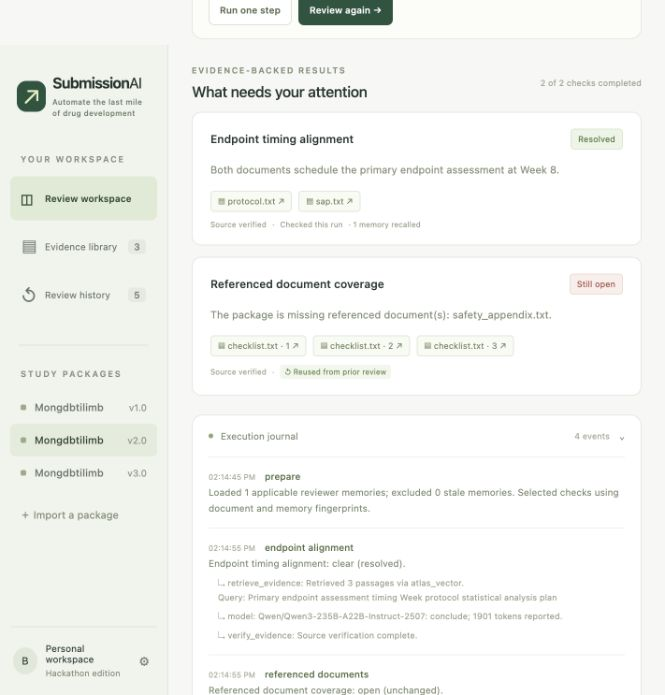 Run one step
Review again →
SubmissionAI
Automate the last mile
of drug development
YOUR WORKSPACE
Review workspace
Evidence library 3
Review history 5
STUDY PACKAGES
Mongdbtilimb v1.0
Mongdbtilimb v2.0
Mongdbtilimb v3.0
+ Import a package
B
Personal
workspace
Hackathon edition
EVIDENCE-BACKED RESULTS
What needs your attention
2 of 2 checks completed
Endpoint timing alignment
Resolved
Both documents schedule the primary endpoint assessment at Week 8.
protocol.txt ↗ sap.txt ↗
Source verified · Checked this run · 1 memory recalled
Referenced document coverage
Still open
The package is missing referenced document(s): safety_appendix.txt.
checklist.txt · 1 ↗ checklist.txt · 2 ↗ checklist.txt · 3 ↗
Source verified · Reused from prior review
Execution journal
4 events
02:14:45 PM prepare
Loaded 1 applicable reviewer memories; excluded 0 stale memories. Selected checks using
document and memory fingerprints.
02:14:55 PM endpoint alignment
Endpoint timing alignment: clear (resolved).
retrieve_evidence: Retrieved 3 passages via atlas_vector.
Query: Primary endpoint assessment timing Week protocol statistical analysis plan
model: Qwen/Qwen3-235B-A22B-Instruct-2507: conclude; 1901 tokens reported.
verify_evidence: Source verification complete.
02:14:55 PM referenced documents
Referenced document coverage: open (unchanged).